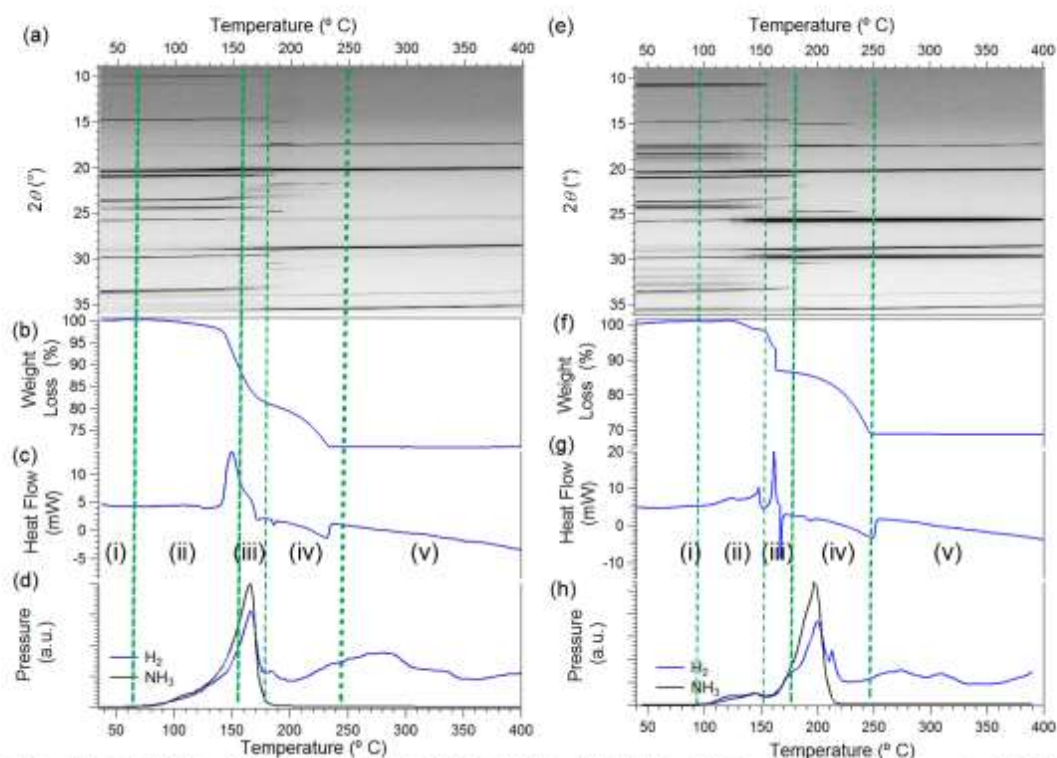 (a)
Temperature (º C)
50 100 150 200 250 300 350 400
10
15
20
25
30
35
2θ (°)
(b)
100
95
90
85
80
75
Weight
Loss (%)
(c)
10
5
0
-5
Heat Flow
(mW)
(i) (ii) (iii) (iv) (v)
(d)
Pressure
(a.u.)
H2
NH3
50 100 150 200 250 300 350 400
Temperature (º C)
(e)
Temperature (º C)
50 100 150 200 250 300 350 400
10
15
20
25
30
35
2θ (°)
(f)
100
90
80
70
Weight
Loss (%)
(g)
20
10
0
-10
Heat Flow
(mW)
(i) (ii) (iii) (iv) (v)
(h)
Pressure
(a.u.)
H2
NH3
50 100 150 200 250 300 350 400
Temperature (º C)